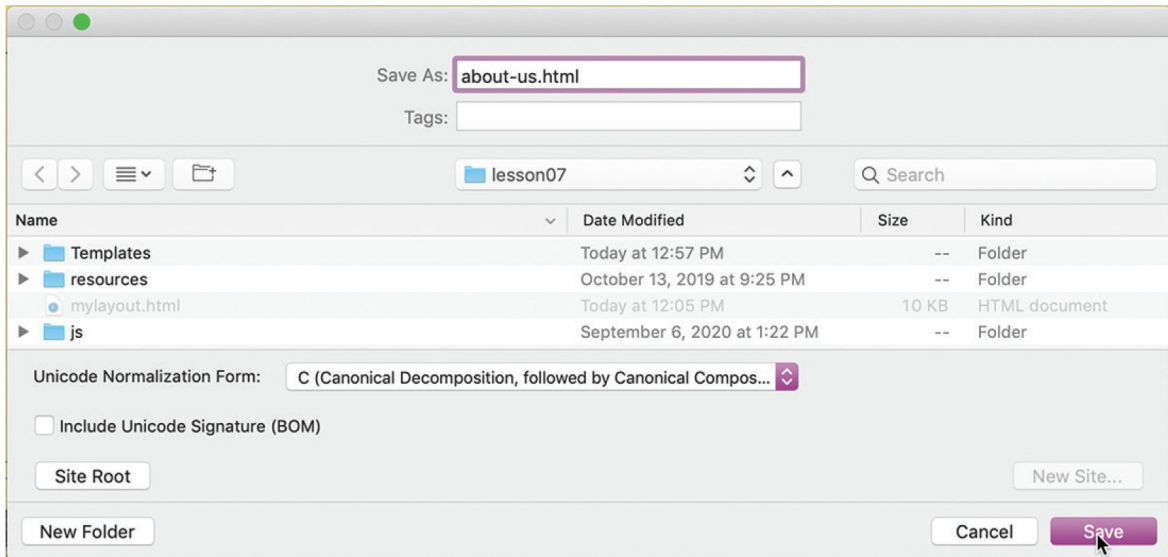 Save As: about-us.html
Tags:
lesson07 Search
Name Date Modified Size Kind
Templates Today at 12:57 PM -- Folder
resources October 13, 2019 at 9:25 PM -- Folder
mylayout.html Today at 12:05 PM 10 KB HTML document
js September 6, 2020 at 1:22 PM -- Folder
Unicode Normalization Form: C (Canonical Decomposition, followed by Canonical Compos...
Include Unicode Signature (BOM)
Site Root New Site...
New Folder Cancel Save